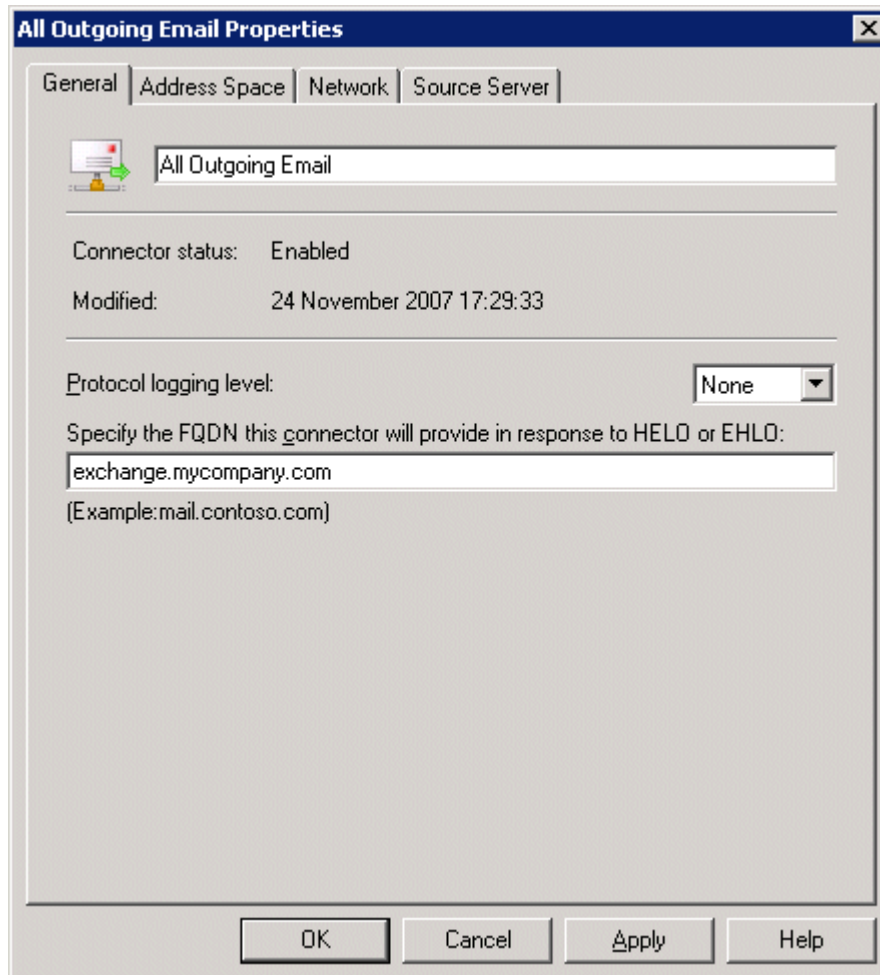 All Outgoing Email Properties
General Address Space Network Source Server
All Outgoing Email
Connector status: Enabled
Modified: 24 November 2007 17:29:33
Protocol logging level: None
Specify the FQDN this connector will provide in response to HELO or EHLO:
exchange.mycompany.com
(Example:mail.contoso.com)
OK Cancel Apply Help